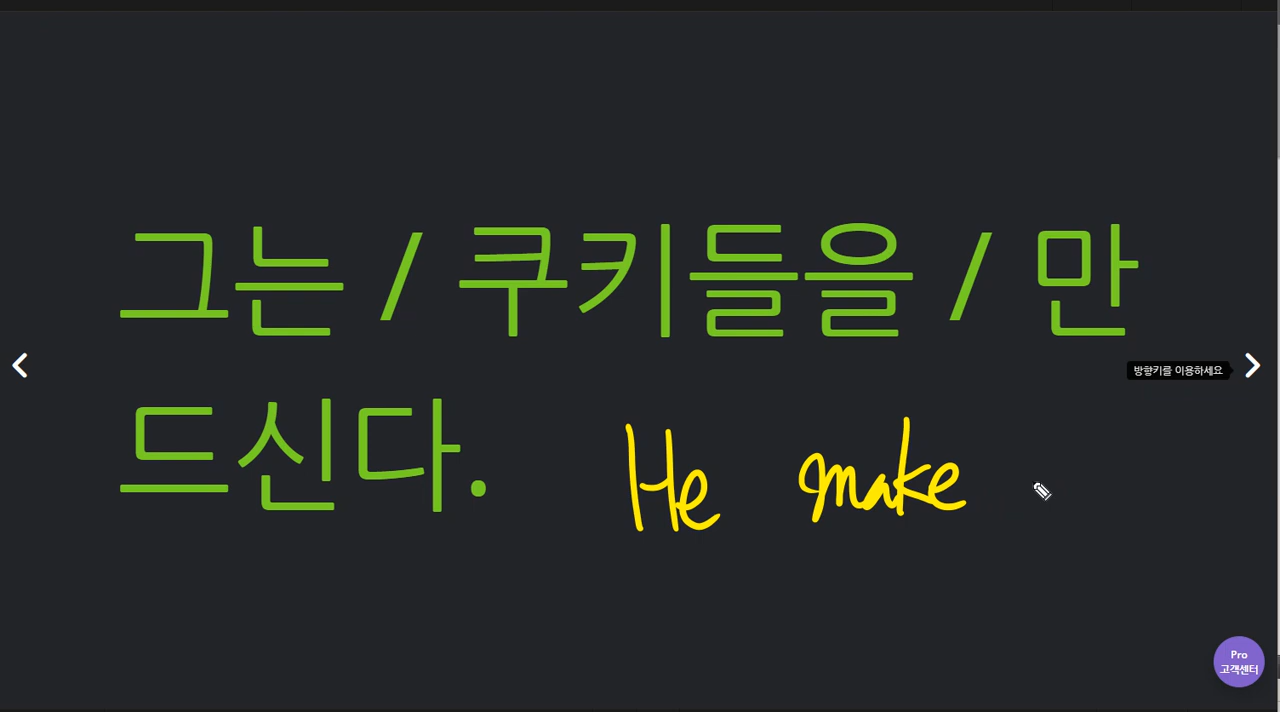 그는 / 쿠키들을 / 만
방향키를 이용하세요
드신다.
He make
Pro
고객센터